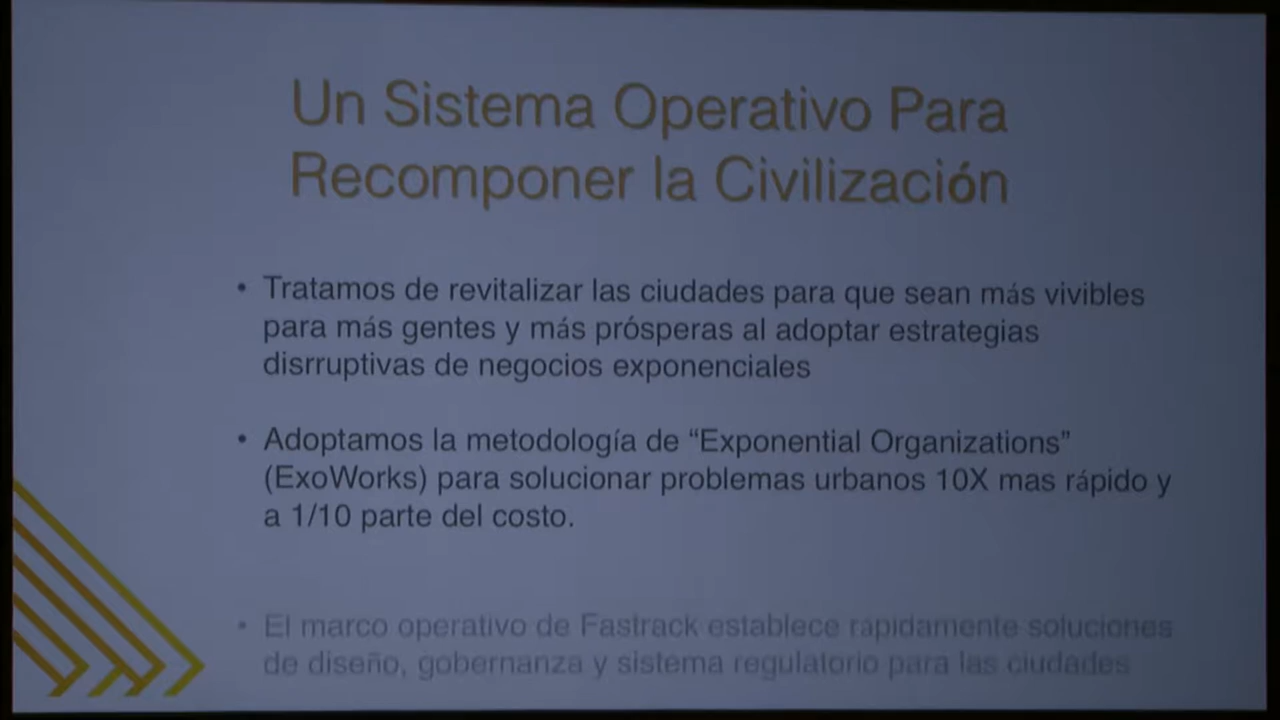 Un Sistema Operativo Para
Recomponer la Civilización
• Tratamos de revitalizar las ciudades para que sean más vivibles
para más gentes y más prósperas al adoptar estrategias
disrruptivas de negocios exponenciales
• Adoptamos la metodología de “Exponential Organizations”
(ExoWorks) para solucionar problemas urbanos 10X mas rápido y
a 1/10 parte del costo.
• El marco operativo de Fastrack establece rápidamente soluciones
de diseño, gobernanza y sistema regulatorio para las ciudades